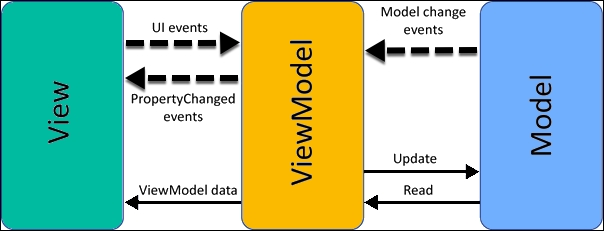 View
UI events
PropertyChanged
events
ViewModel data
ViewModel
Model change
events
Update
Read
Model